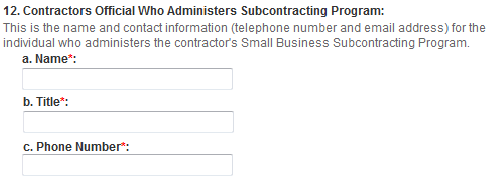 12. Contractors Official Who Administers Subcontracting Program:
This is the name and contact information (telephone number and email address) for the
individual who administers the contractor's Small Business Subcontracting Program.
a. Name*:
b. Title*:
c. Phone Number*: